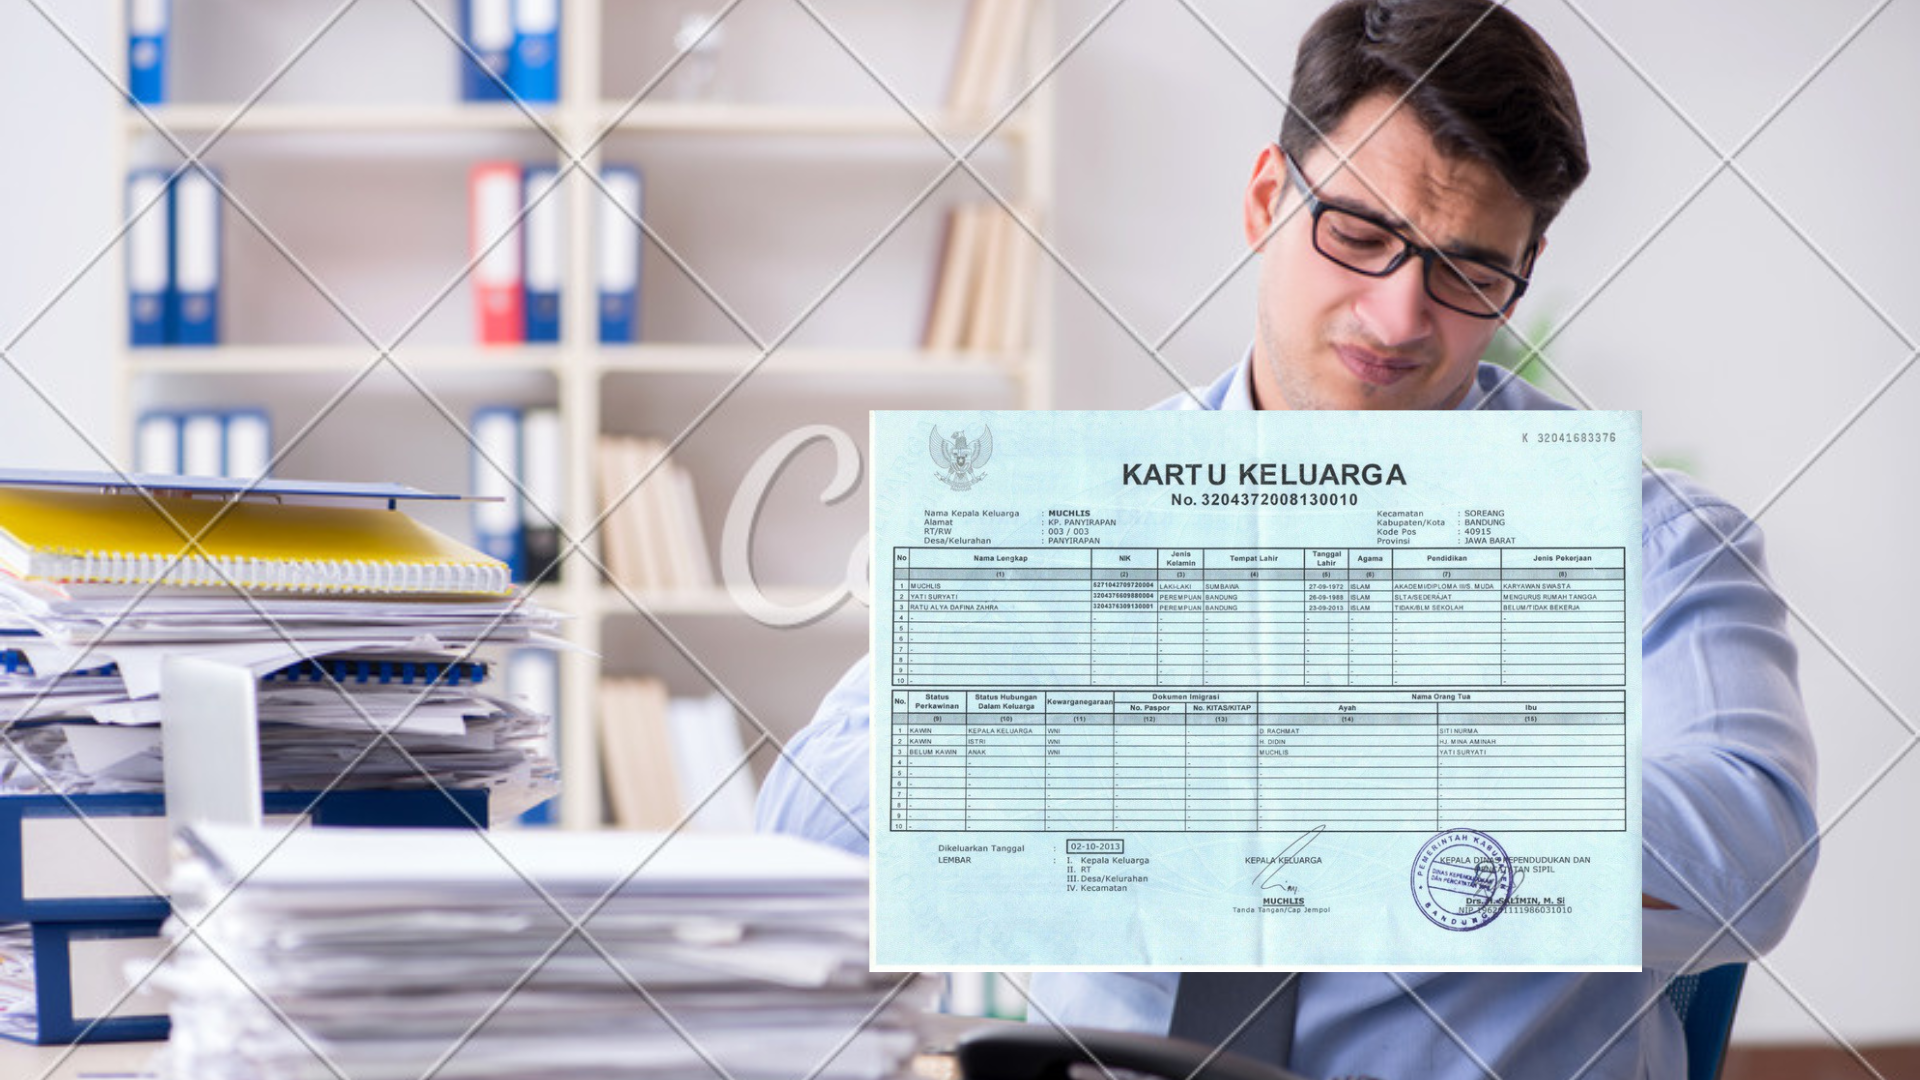 Ca
K 32041683376
KARTU KELUARGA
No. 3204372008130010
Nama Kepala Keluarga : MUCHLIS
Alamat : KP. PANYIRAPAN
RT/RW : 003 / 003
Desa/Kelurahan : PANYIRAPAN
Kecamatan : SOREANG
Kabupaten/Kota : BANDUNG
Kode Pos : 40915
Provinsi : JAWA BARAT
No Nama Lengkap NIK Jenis Kelamin Tempat Lahir Tanggal Lahir Agama Pendidikan Jenis Pekerjaan
(1) (2) (3) (4) (5) (6) (7) (8)
1 MUCHLIS 5271042709720004 LAKI-LAKI SUMBAWA 27-09-1972 ISLAM AKADEMI/DIPLOMA III/S. MUDA KARYAWAN SWASTA
2 YATI SURYATI 3204376609880004 PEREMPUAN BANDUNG 26-09-1988 ISLAM SLTA/SEDERAJAT MENGURUS RUMAH TANGGA
3 RATU ALYA DAFINA ZAHRA 3204376309130001 PEREMPUAN BANDUNG 23-09-2013 ISLAM TIDAK/BLM SEKOLAH BELUM/TIDAK BEKERJA
4 - - - - - - - -
5 - - - - - - - -
6 - - - - - - - -
7 - - - - - - - -
8 - - - - - - - -
9 - - - - - - - -
10 - - - - - - - -
No. Status Perkawinan Status Hubungan Dalam Keluarga Kewarganegaraan Dokumen Imigrasi Nama Orang Tua
No. Paspor No. KITAS/KITAP Ayah Ibu
(9) (10) (11) (12) (13) (14) (15)
1 KAWIN KEPALA KELUARGA WNI - - D. RACHMAT SITI NURMA
2 KAWIN ISTRI WNI - - H. DIDIN HJ. MINA AMINAH
3 BELUM KAWIN ANAK WNI - - MUCHLIS YATI SURYATI
4 - - - - - - -
5 - - - - - - -
6 - - - - - - -
7 - - - - - - -
8 - - - - - - -
9 - - - - - - -
10 - - - - - - -
Dikeluarkan Tanggal : 02-10-2013
LEMBAR : I. Kepala Keluarga
II. RT
III. Desa/Kelurahan
IV. Kecamatan
KEPALA KELUARGA
MUCHLIS
Tanda Tangan/Cap Jempol
KEPALA DINAS KEPENDUDUKAN DAN
SIPIL
PEMERINTAH
DINAS
BANDUNG
Drs. H. SALIMIN, M. Si